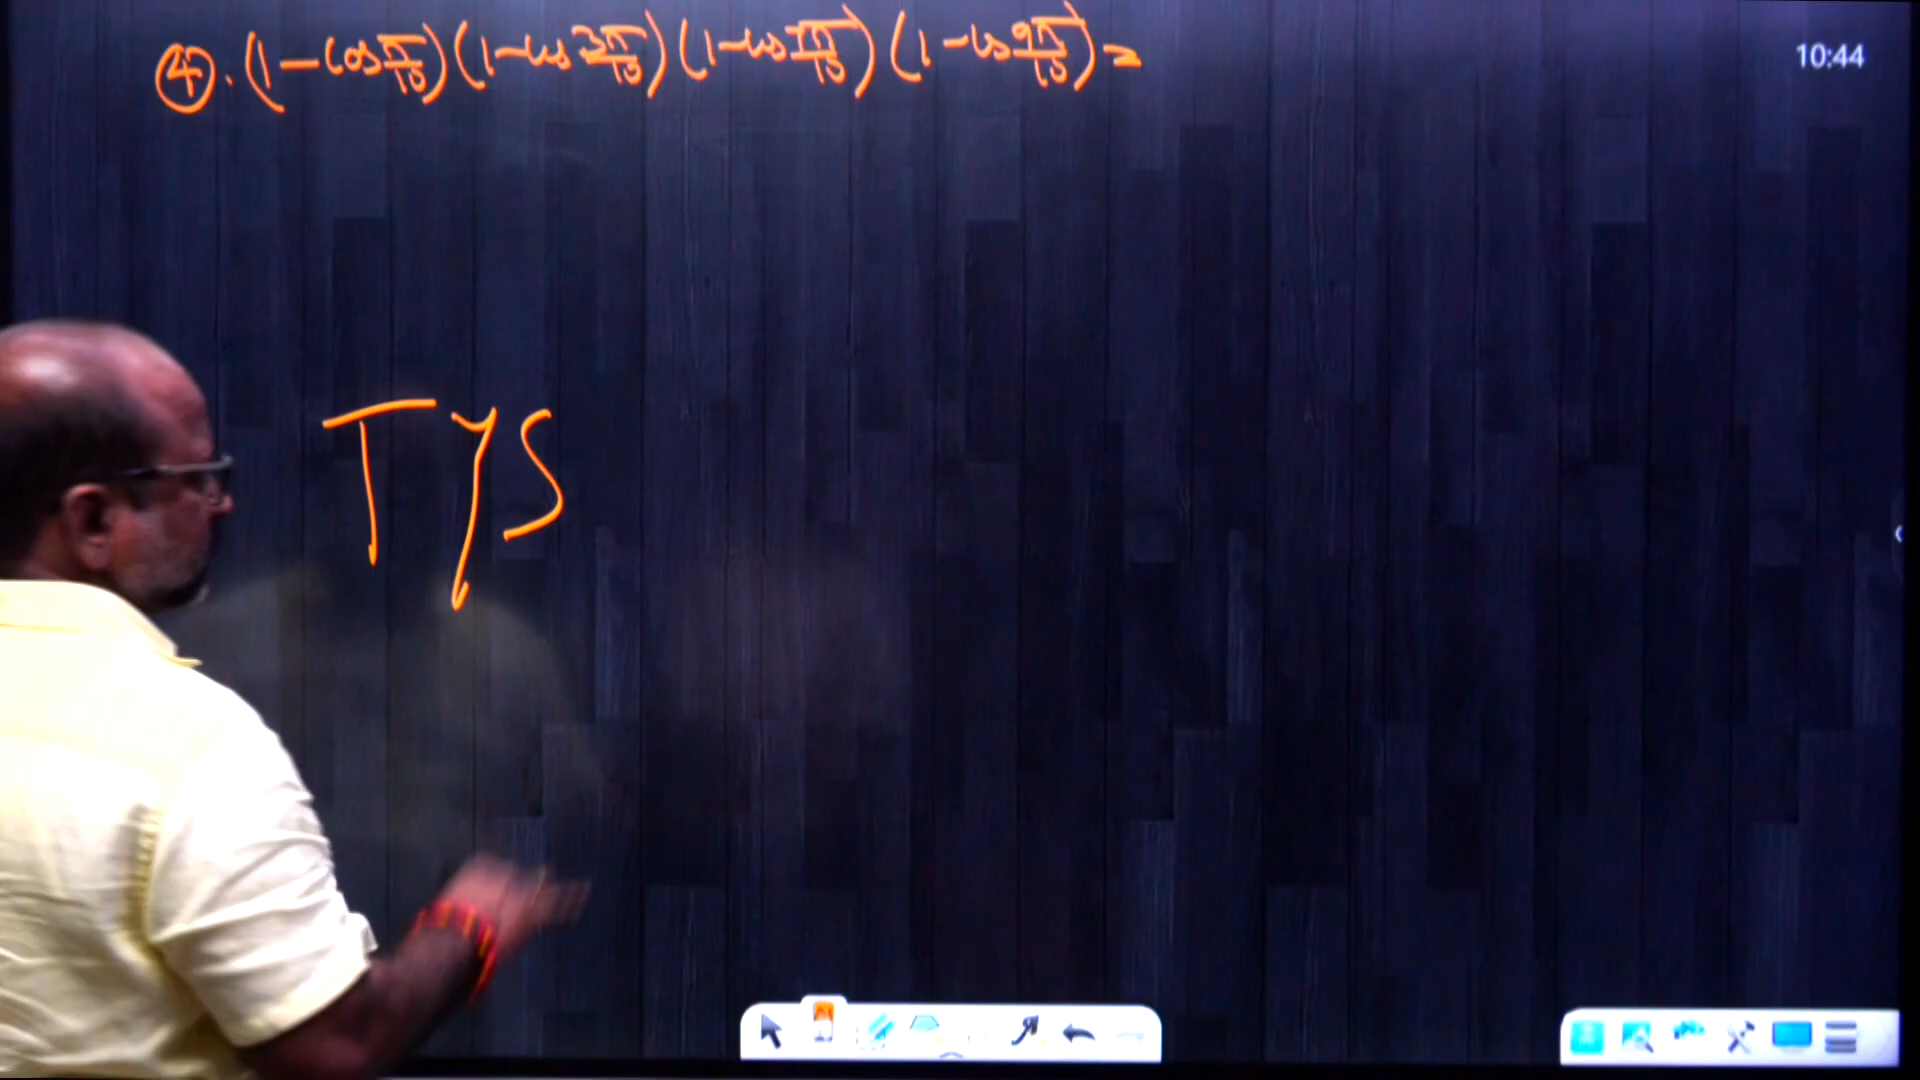 ④. (1-cos π/10) (1-cos 3π/10) (1-cos 7π/10) (1-cos 9π/10) =
10:44
TYS